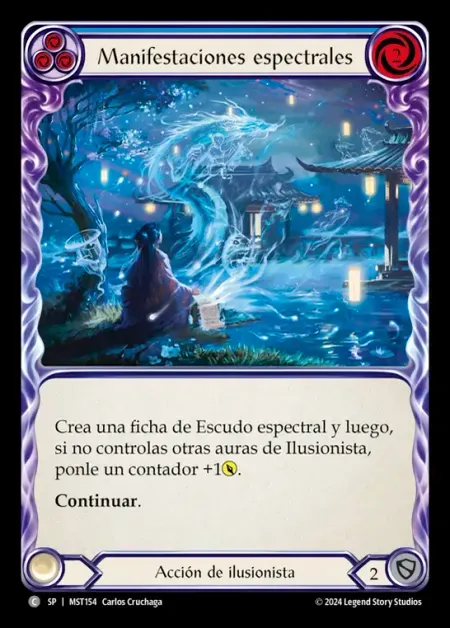 Manifestaciones espectrales
2
Crea una ficha de Escudo espectral y luego,
si no controlas otras auras de Ilusionista,
ponle un contador +1.
Continuar.
Acción de ilusionista
2
C SP | MST154 Carlos Cruchaga
© 2024 Legend Story Studios